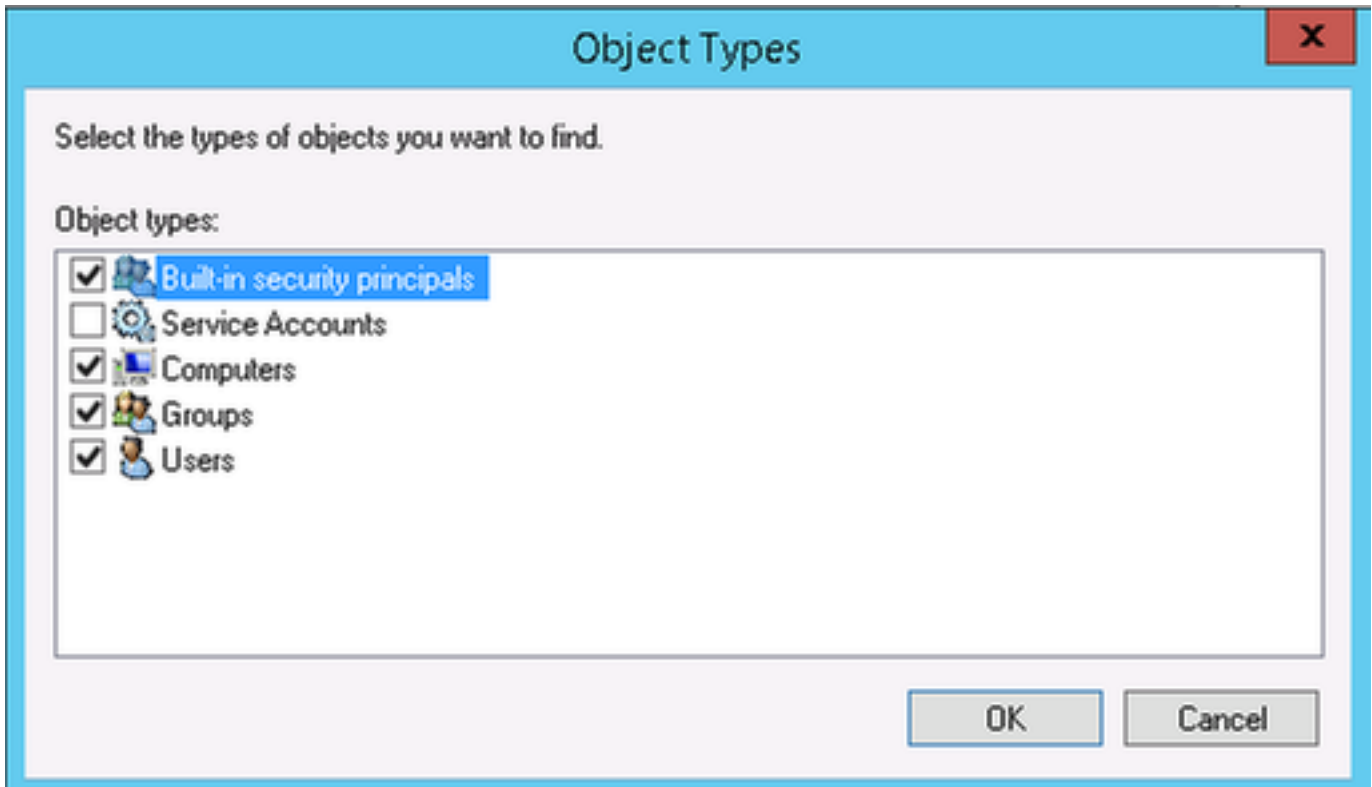 Object Types
x
Select the types of objects you want to find.
Object types:
Built-in security principals
Service Accounts
Computers
Groups
Users
OK Cancel